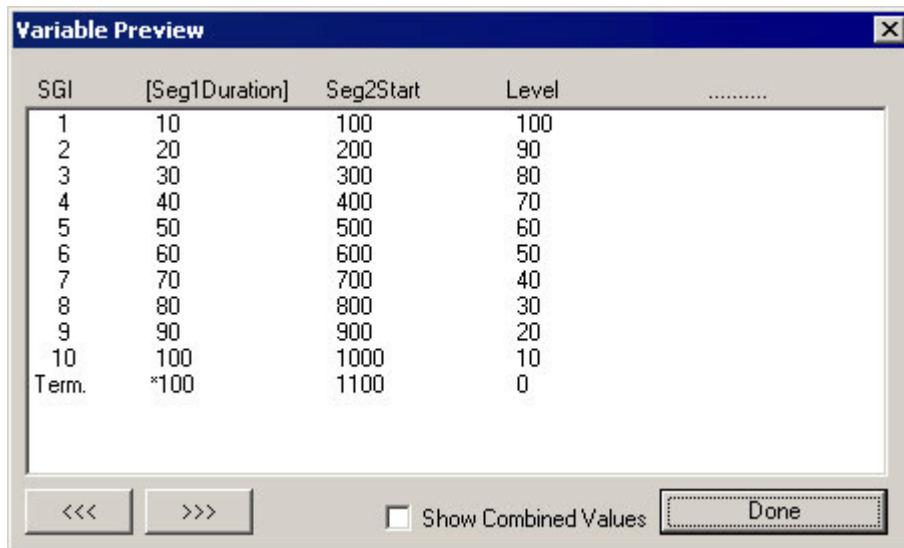 Variable Preview
SGI [Seg1Duration] Seg2Start Level ..........
1 10 100 100
2 20 200 90
3 30 300 80
4 40 400 70
5 50 500 60
6 60 600 50
7 70 700 40
8 80 800 30
9 90 900 20
10 100 1000 10
Term. *100 1100 0
<<< >>> Show Combined Values Done